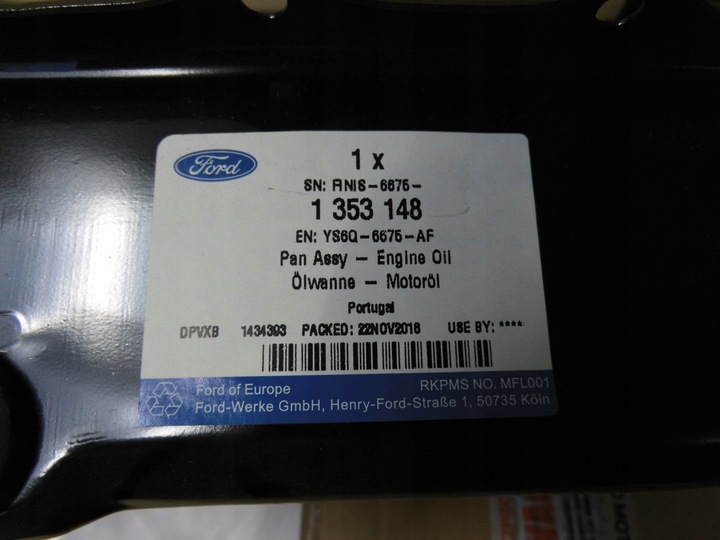 Ford
1 x
SN: RNIS-6675-
1 353 148
EN: YS6Q-6675-AF
Pan Assy - Engine Oil
Ölwanne - Motoröl
Portugal
DPVXB 1434393 PACKED: 22NOV2016 USE BY: ****
Ford of Europe RKPMS NO. MFL001
Ford-Werke GmbH, Henry-Ford-Straße 1, 50735 Köln